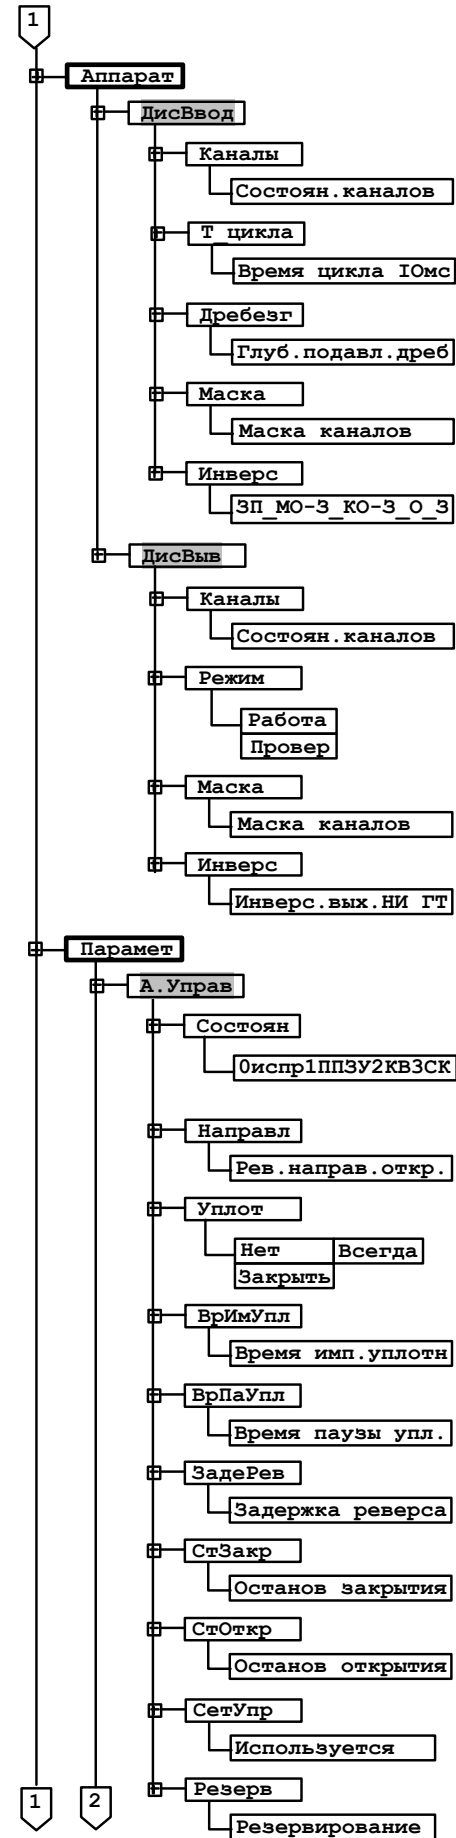 1
Аппарат
ДисВвод
Каналы
Состоян.каналов
Т_цикла
Время цикла IОмс
Дребезг
Глуб.подавл.дреб
Маска
Маска каналов
Инверс
ЗП_МО-З_КО-З_О_З
ДисВыв
Каналы
Состоян.каналов
Режим
Работа
Провер
Маска
Маска каналов
Инверс
Инверс.вых.НИ ГТ
Парамет
А.Управ
Состоян
0испр1ППЗУ2КВ3СК
Направл
Рев.направ.откр.
Уплот
Нет Всегда
Закрыть
ВрИмУпл
Время имп.уплотн
ВрПаУпл
Время паузы упл.
ЗадеРев
Задержка реверса
СтЗакр
Останов закрытия
СтОткр
Останов открытия
СетУпр
Используется
Резерв
Резервирование
1 2